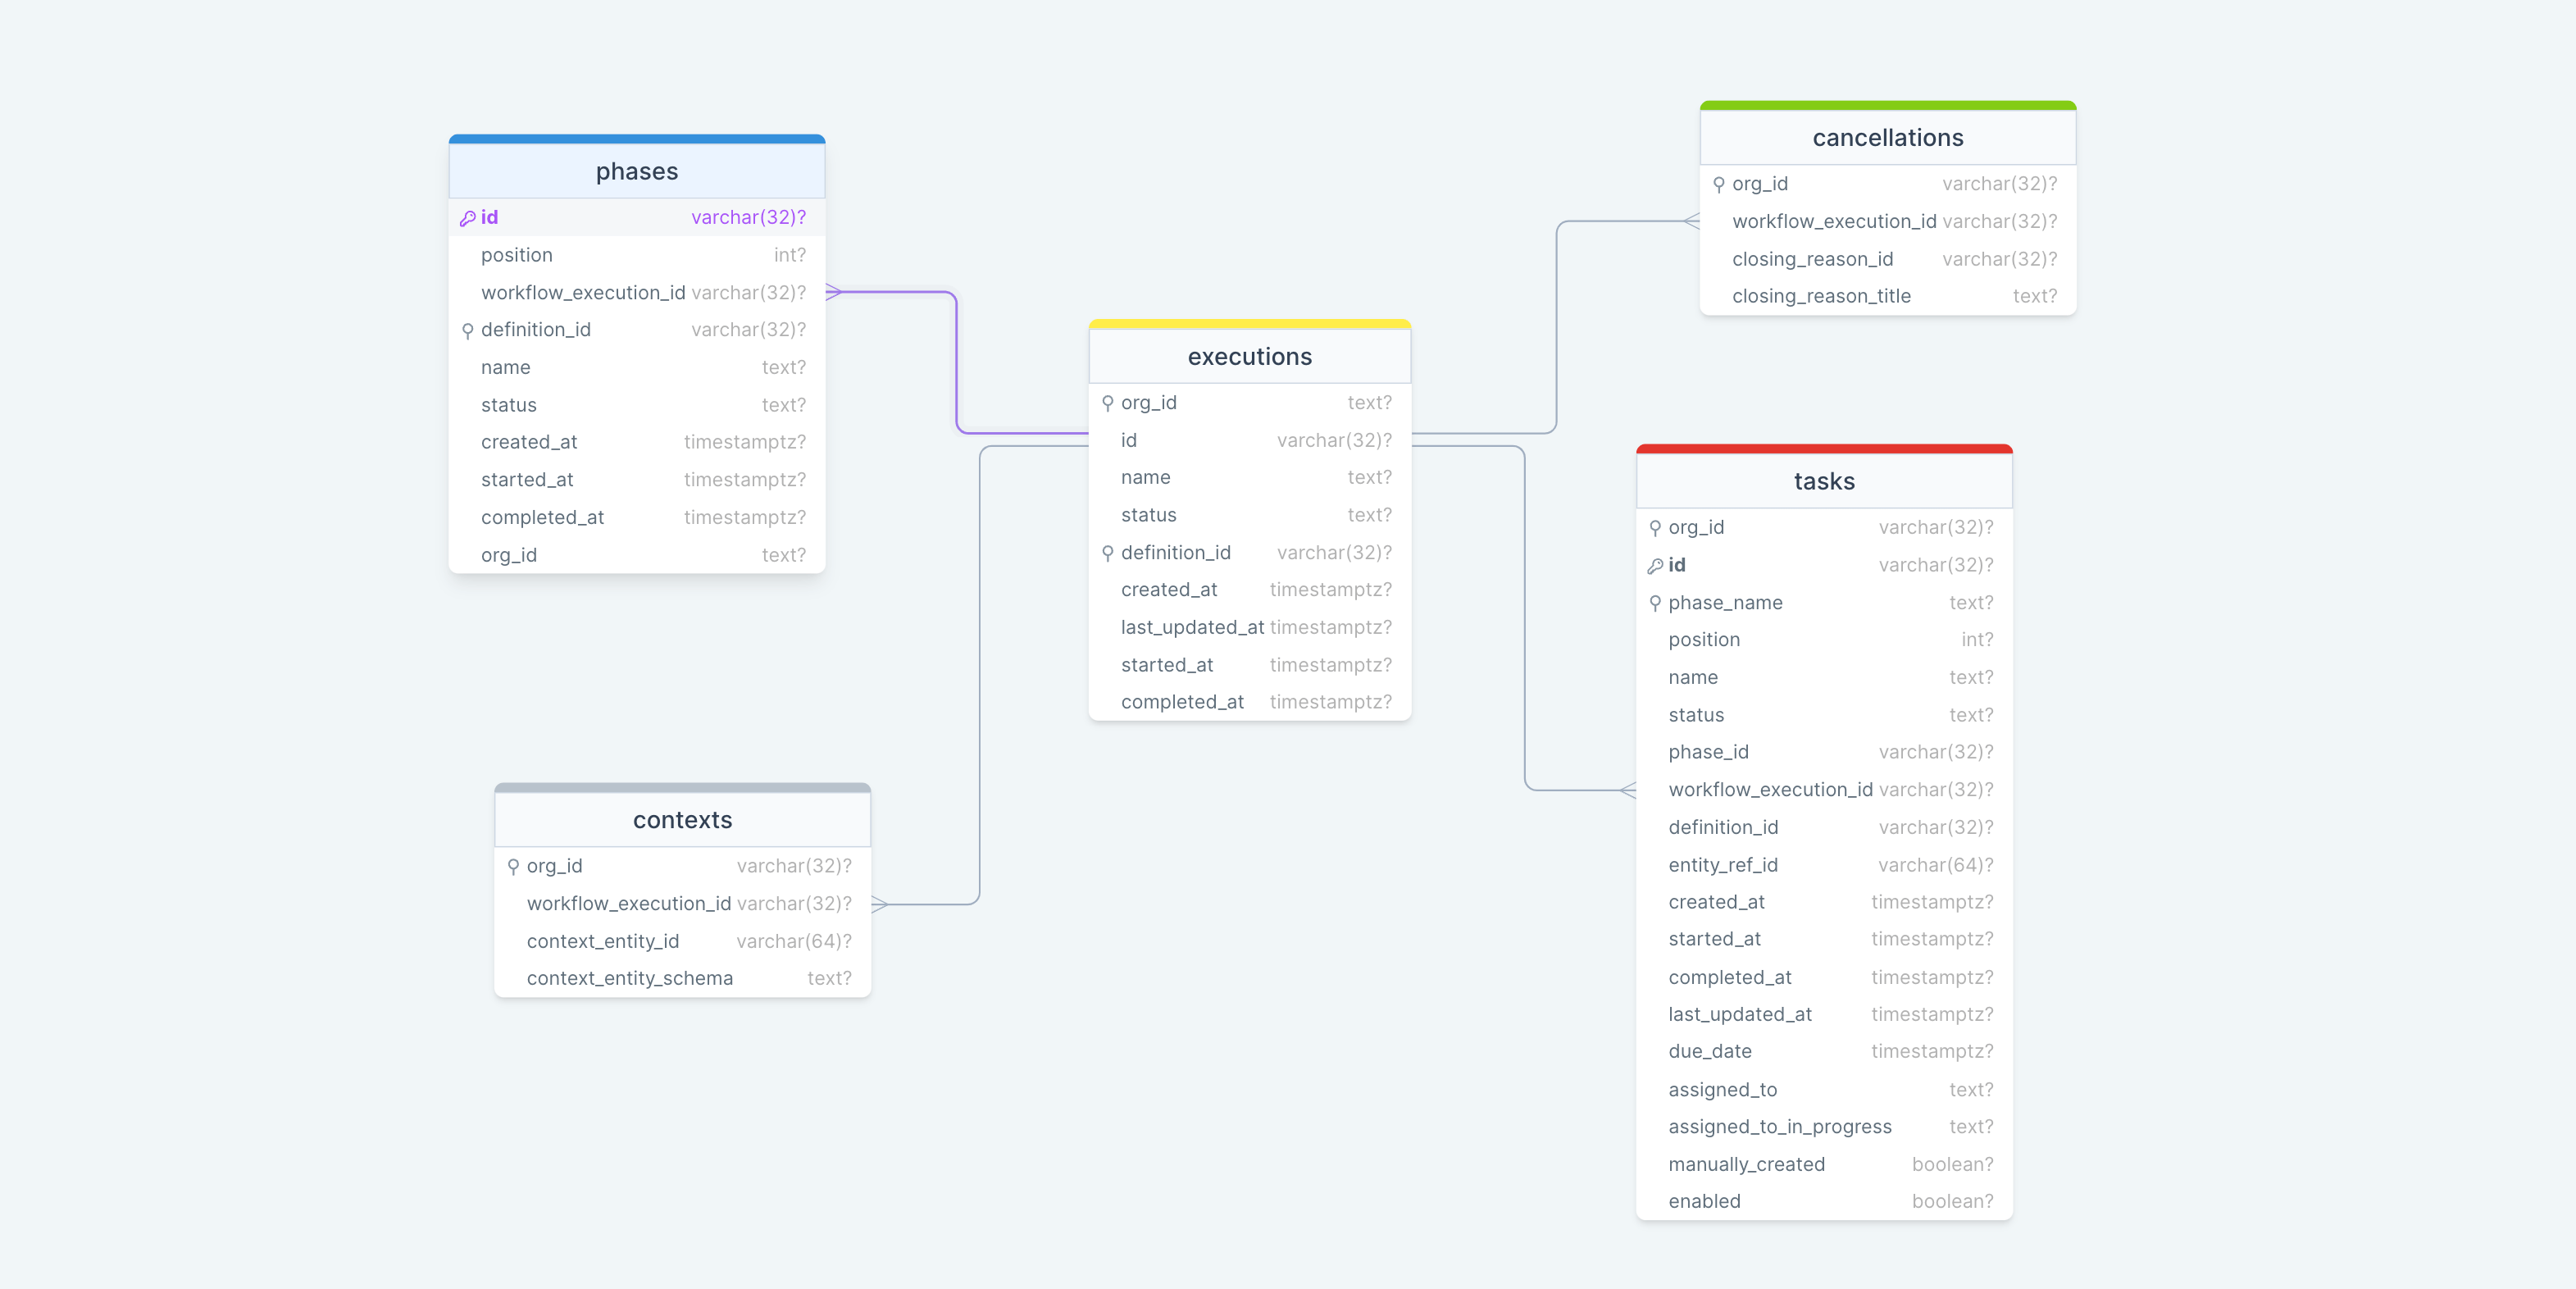 phases
id varchar(32)?
position int?
workflow_execution_id varchar(32)?
definition_id varchar(32)?
name text?
status text?
created_at timestamptz?
started_at timestamptz?
completed_at timestamptz?
org_id text?
contexts
org_id varchar(32)?
workflow_execution_id varchar(32)?
context_entity_id varchar(64)?
context_entity_schema text?
executions
org_id text?
id varchar(32)?
name text?
status text?
definition_id varchar(32)?
created_at timestamptz?
last_updated_at timestamptz?
started_at timestamptz?
completed_at timestamptz?
cancellations
org_id varchar(32)?
workflow_execution_id varchar(32)?
closing_reason_id varchar(32)?
closing_reason_title text?
tasks
org_id varchar(32)?
id varchar(32)?
phase_name text?
position int?
name text?
status text?
phase_id varchar(32)?
workflow_execution_id varchar(32)?
definition_id varchar(32)?
entity_ref_id varchar(64)?
created_at timestamptz?
started_at timestamptz?
completed_at timestamptz?
last_updated_at timestamptz?
due_date timestamptz?
assigned_to text?
assigned_to_in_progress text?
manually_created boolean?
enabled boolean?